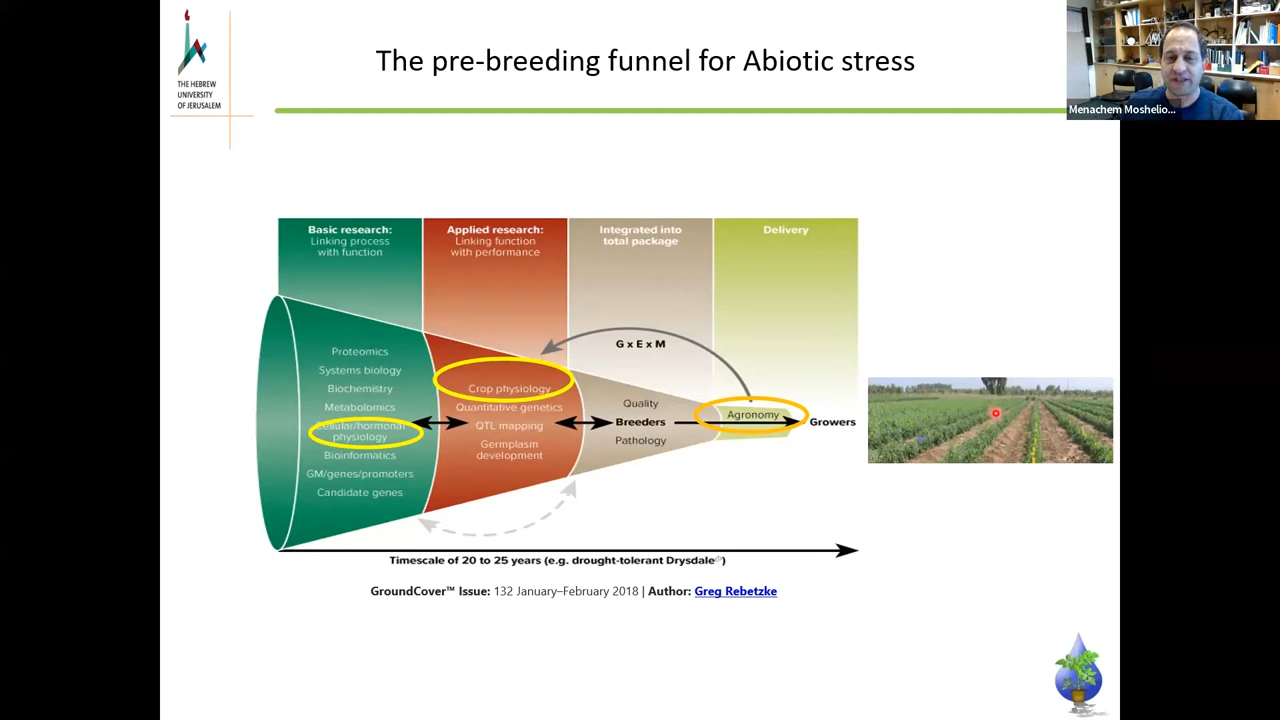 THE HEBREW
UNIVERSITY
OF JERUSALEM
The pre-breeding funnel for Abiotic stress
Menachem Moshelio...
Basic research:
Linking process
with function
Applied research:
Linking function
with performance
Integrated into
total package
Delivery
Proteomics
Systems biology
Biochemistry
Metabolomics
Cellular/hormonal
physiology
Bioinformatics
GM/genes/promoters
Candidate genes
Crop physiology
Quantitative genetics
QTL mapping
Germplasm
development
G x E x M
Quality
Breeders
Pathology
Agronomy
Growers
Timescale of 20 to 25 years (e.g. drought-tolerant Drysdale)
GroundCover™ Issue: 132 January–February 2018 | Author: Greg Rebetzke